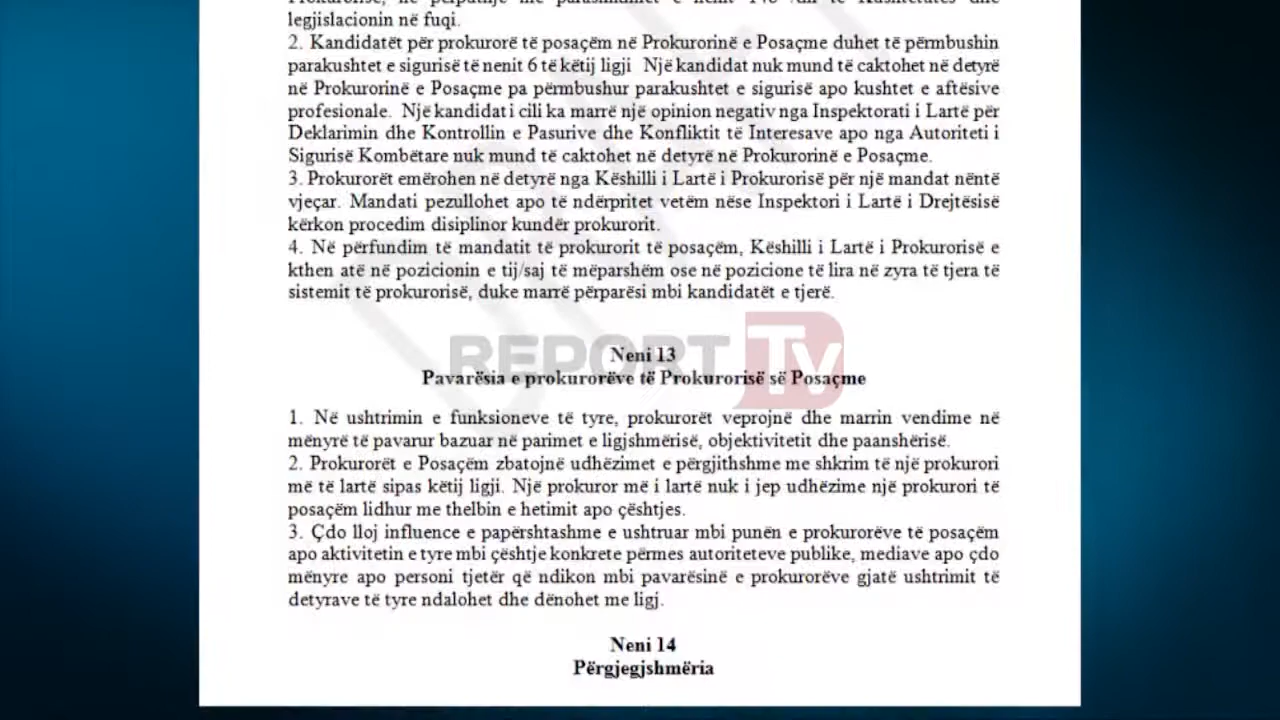 legjislacionin në fuqi.
2. Kandidatët për prokurorë të posaçëm në Prokurorinë e Posaçme duhet të përmbushin
parakushtet e sigurisë të nenit 6 të këtij ligji Një kandidat nuk mund të caktohet në detyrë
në Prokurorinë e Posaçme pa përmbushur parakushtet e sigurisë apo kushtet e aftësive
profesionale. Një kandidat i cili ka marrë një opinion negativ nga Inspektorati i Lartë për
Deklarimin dhe Kontrollin e Pasurive dhe Konfliktit të Interesave apo nga Autoriteti i
Sigurisë Kombëtare nuk mund të caktohet në detyrë në Prokurorinë e Posaçme.
3. Prokurorët emërohen në detyrë nga Këshilli i Lartë i Prokurorisë për një mandat nëntë
vjeçar. Mandati pezullohet apo të ndërpritet vetëm nëse Inspektori i Lartë i Drejtësisë
kërkon procedim disiplinor kundër prokurorit.
4. Në përfundim të mandatit të prokurorit të posaçëm, Këshilli i Lartë i Prokurorisë e
kthen atë në pozicionin e tij/saj të mëparshëm ose në pozicione të lira në zyra të tjera të
sistemit të prokurorisë, duke marrë përparësi mbi kandidatët e tjerë.
REPORT Tv
Neni 13
Pavarësia e prokurorëve të Prokurorisë së Posaçme
1. Në ushtrimin e funksioneve të tyre, prokurorët veprojnë dhe marrin vendime në
mënyrë të pavarur bazuar në parimet e ligjshmërisë, objektivitetit dhe paanshërisë.
2. Prokurorët e Posaçëm zbatojnë udhëzimet e përgjithshme me shkrim të një prokurori
më të lartë sipas këtij ligji. Një prokuror më i lartë nuk i jep udhëzime një prokurori të
posaçëm lidhur me thelbin e hetimit apo çështjes.
3. Çdo lloj influence e papërshtashme e ushtruar mbi punën e prokurorëve të posaçëm
apo aktivitetin e tyre mbi çështje konkrete përmes autoriteteve publike, mediave apo çdo
mënyre apo personi tjetër që ndikon mbi pavarësinë e prokurorëve gjatë ushtrimit të
detyrave të tyre ndalohet dhe dënohet me ligj.
Neni 14
Përgjegjshmëria